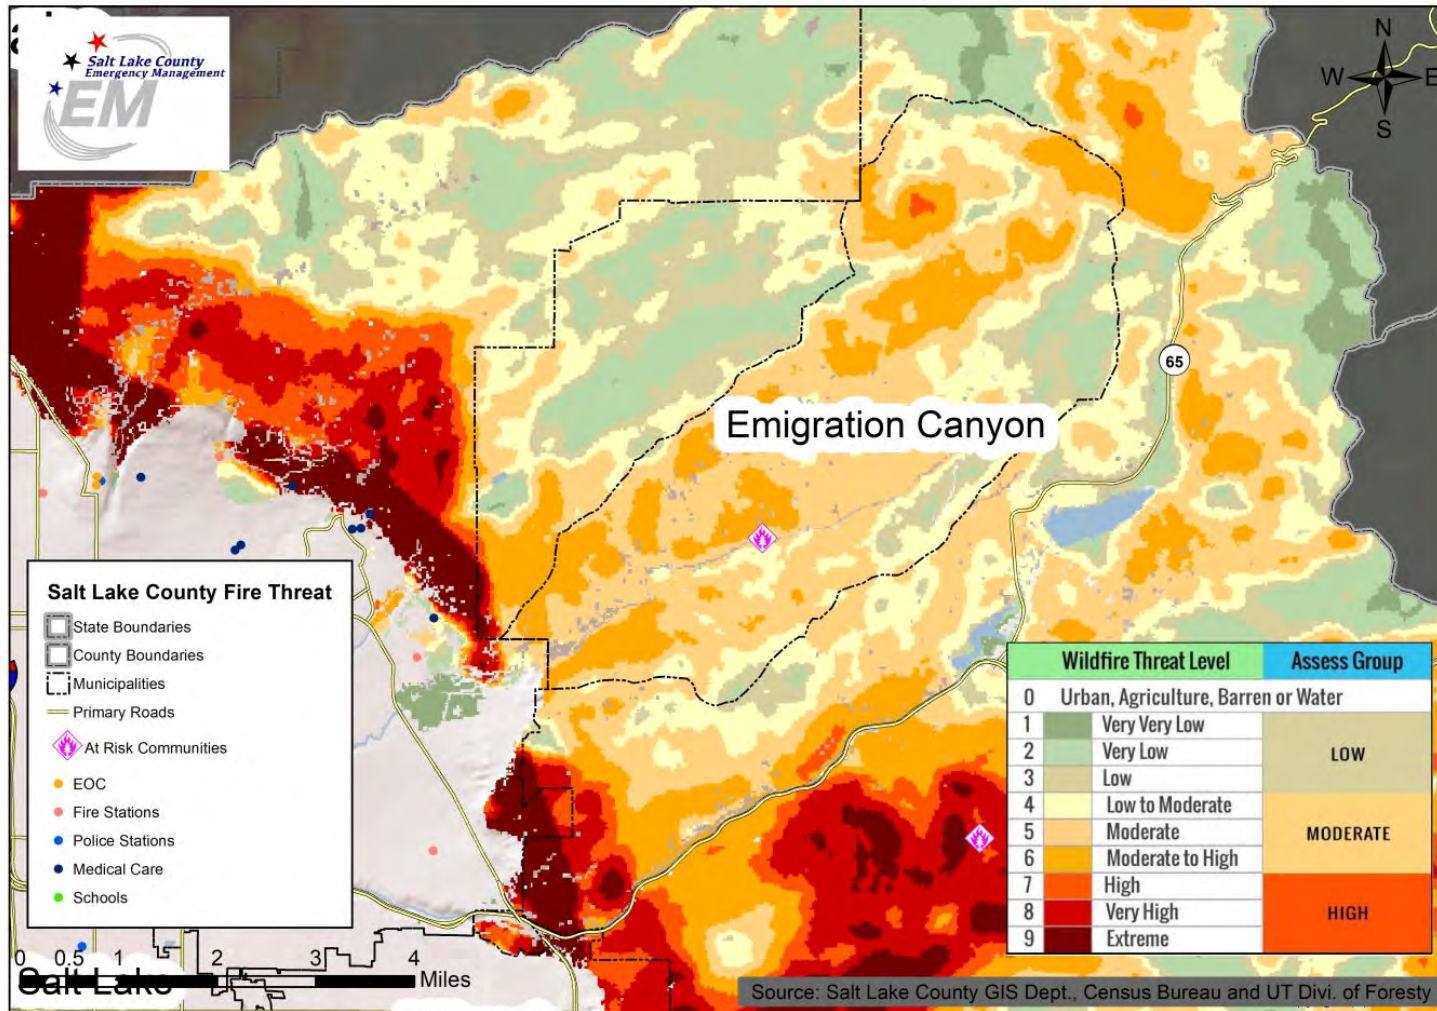 Salt Lake County
Emergency Management
EM
N
W
E
S
65
Emigration Canyon
Salt Lake County Fire Threat
State Boundaries
County Boundaries
Municipalities
Primary Roads
At Risk Communities
EOC
Fire Stations
Police Stations
Medical Care
Schools
Wildfire Threat Level Assess Group
0 Urban, Agriculture, Barren or Water
1 Very Very Low
2 Very Low
3 Low
LOW
4 Low to Moderate
5 Moderate
6 Moderate to High
MODERATE
7 High
8 Very High
9 Extreme
HIGH
0 0.5 1 2 3 4
Miles
Salt Lake
Source: Salt Lake County GIS Dept., Census Bureau and UT Divi. of Foresty